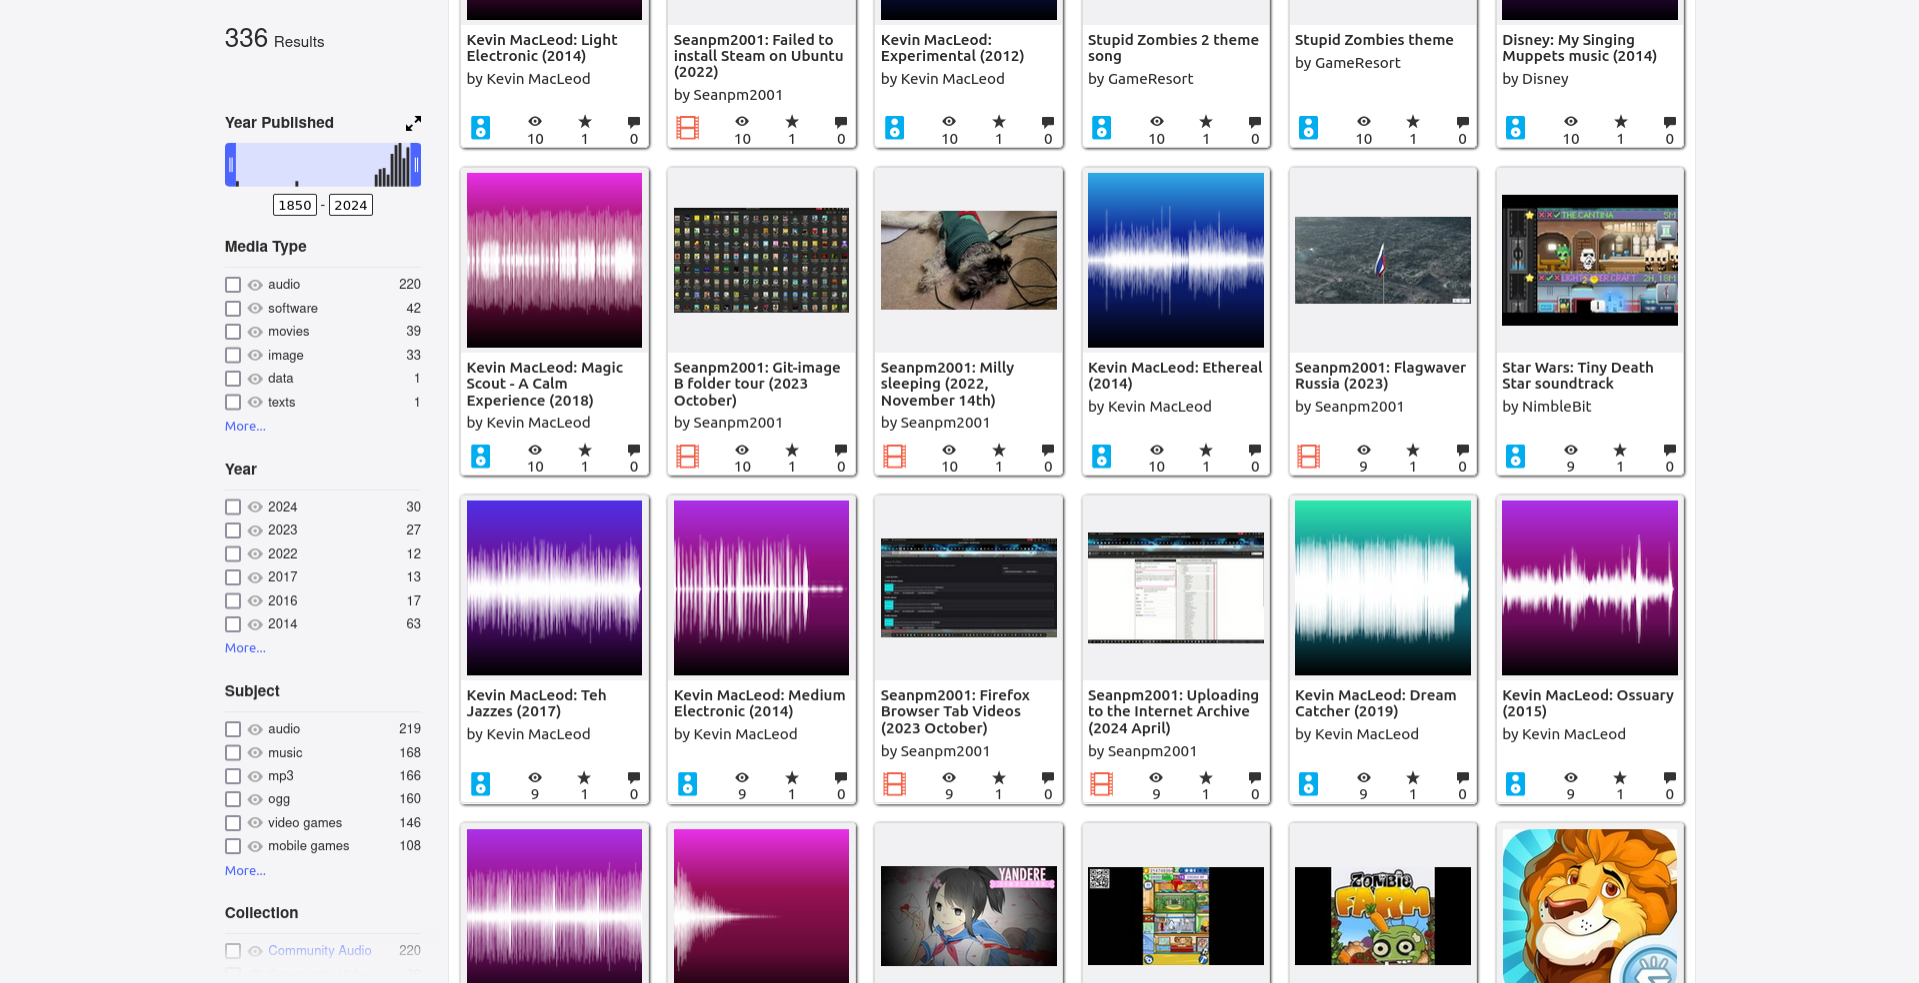 336 Results
Year Published
1850 - 2024
Media Type
audio 220
software 42
movies 39
image 33
data 1
texts 1
More...
Year
2024 30
2023 27
2022 12
2017 13
2016 17
2014 63
More...
Subject
audio 219
music 168
mp3 166
ogg 160
video games 146
mobile games 108
More...
Collection
Community Audio 220
Kevin MacLeod: Light
Electronic (2014)
by Kevin MacLeod
10 1 0
Seanpm2001: Failed to
install Steam on Ubuntu
(2022)
by Seanpm2001
10 1 0
Kevin MacLeod:
Experimental (2012)
by Kevin MacLeod
10 1 0
Stupid Zombies 2 theme
song
by GameResort
10 1 0
Stupid Zombies theme
by GameResort
10 1 0
Disney: My Singing
Muppets music (2014)
by Disney
10 1 0
Kevin MacLeod: Magic
Scout - A Calm
Experience (2018)
by Kevin MacLeod
10 1 0
Seanpm2001: Git-image
B folder tour (2023
October)
by Seanpm2001
10 1 0
Seanpm2001: Milly
sleeping (2022,
November 14th)
by Seanpm2001
10 1 0
Kevin MacLeod: Ethereal
(2014)
by Kevin MacLeod
10 1 0
Seanpm2001: Flagwaver
Russia (2023)
by Seanpm2001
9 1 0
THE CANTINA
Star Wars: Tiny Death
Star soundtrack
by NimbleBit
9 1 0
Kevin MacLeod: Teh
Jazzes (2017)
by Kevin MacLeod
9 1 0
Kevin MacLeod: Medium
Electronic (2014)
by Kevin MacLeod
9 1 0
Seanpm2001: Firefox
Browser Tab Videos
(2023 October)
by Seanpm2001
9 1 0
Seanpm2001: Uploading
to the Internet Archive
(2024 April)
by Seanpm2001
9 1 0
Kevin MacLeod: Dream
Catcher (2019)
by Kevin MacLeod
9 1 0
Kevin MacLeod: Ossuary
(2015)
by Kevin MacLeod
9 1 0
YANDERE
ZOMBIE
FARM